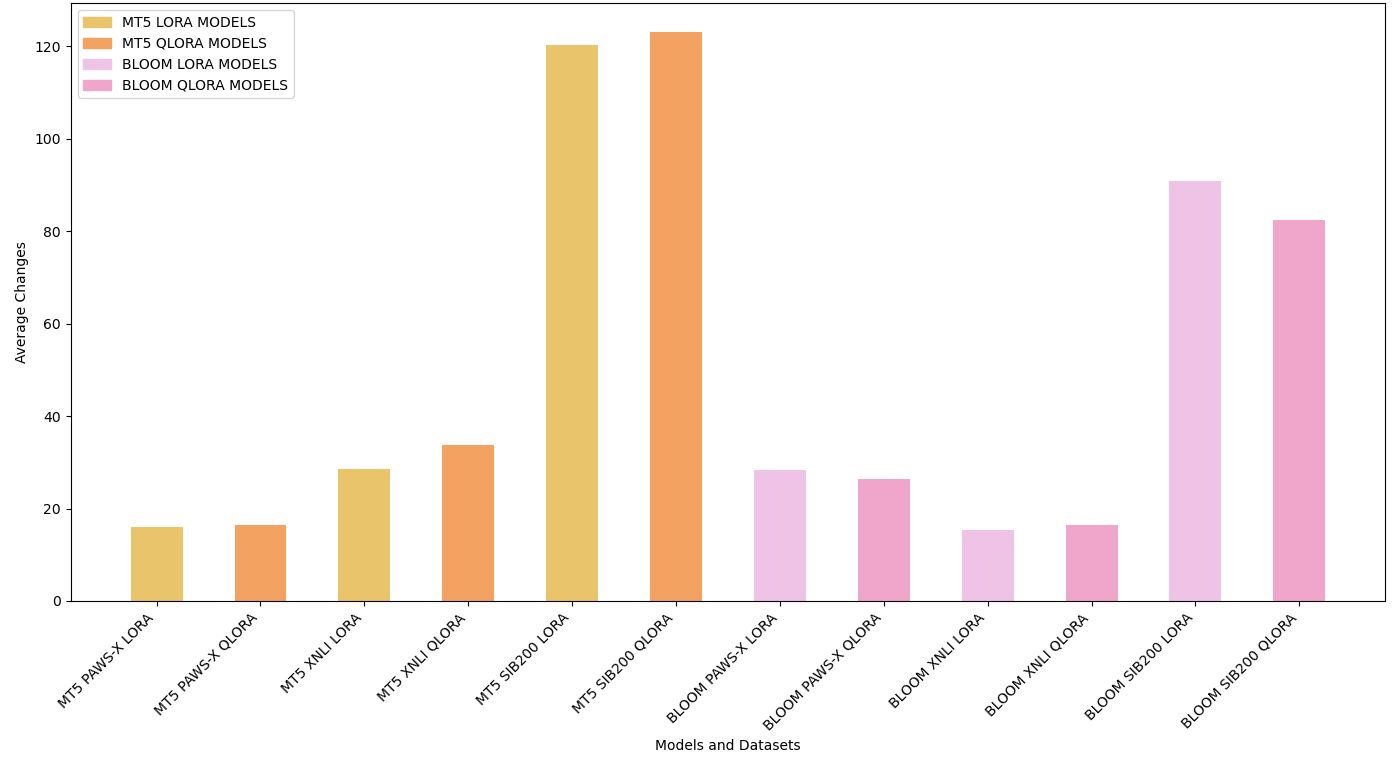 MT5 LORA MODELS
MT5 QLORA MODELS
BLOOM LORA MODELS
BLOOM QLORA MODELS
120
100
80
60
40
20
0
Average Changes
MT5 PAWS-X LORA
MT5 PAWS-X QLORA
MT5 XNLI LORA
MT5 XNLI QLORA
MT5 SIB200 LORA
MT5 SIB200 QLORA
BLOOM PAWS-X LORA
BLOOM PAWS-X QLORA
BLOOM XNLI LORA
BLOOM XNLI QLORA
BLOOM SIB200 LORA
BLOOM SIB200 QLORA
Models and Datasets